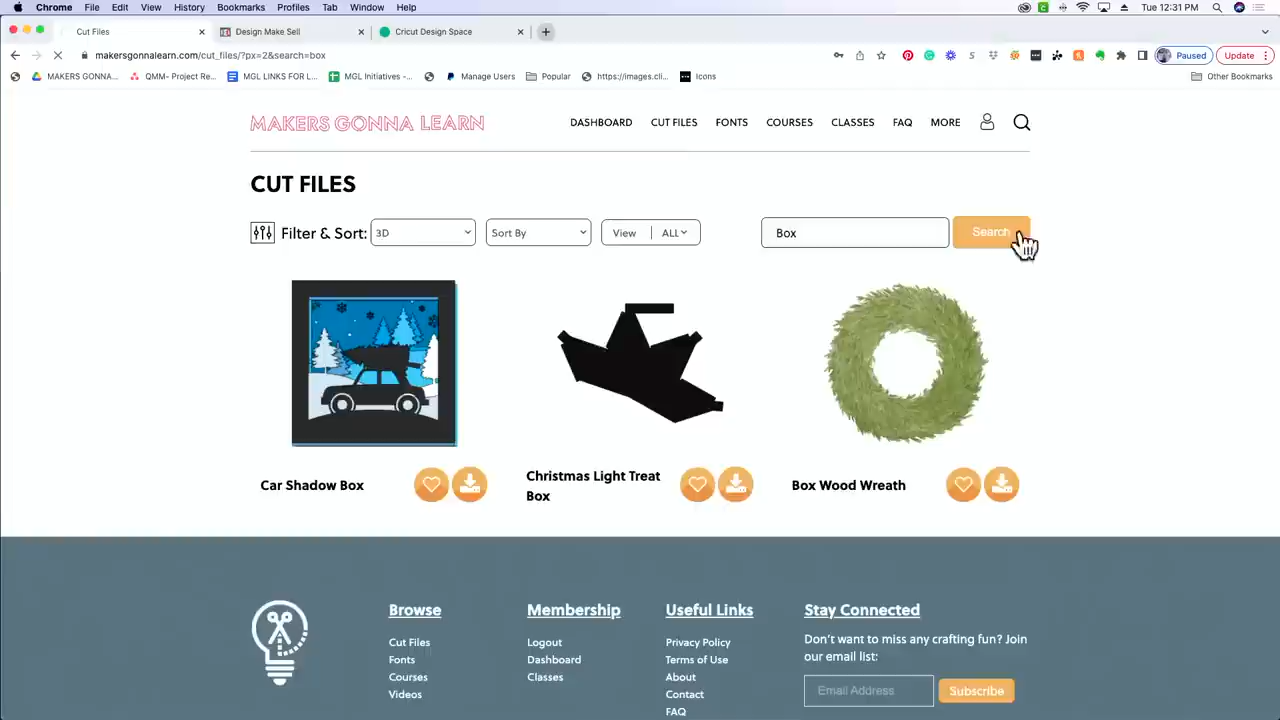 Chrome File Edit View History Bookmarks Profiles Tab Window Help Tue 12:31 PM
Cut Files Design Make Sell Cricut Design Space
makersgonnalearn.com/cut_files/?px=2&search=box Paused Update
MAKERS GONNA... QMM- Project Re... MGL LINKS FOR L... MGL Initiatives -... Manage Users Popular https://images.cli... Icons Other Bookmarks
MAKERS GONNA LEARN DASHBOARD CUT FILES FONTS COURSES CLASSES FAQ MORE
CUT FILES
Filter & Sort: 3D Sort By View ALL Box Search
Car Shadow Box
Christmas Light Treat
Box
Box Wood Wreath
Browse
Cut Files
Fonts
Courses
Videos
Membership
Logout
Dashboard
Classes
Useful Links
Privacy Policy
Terms of Use
About
Contact
FAQ
Stay Connected
Don't want to miss any crafting fun? Join
our email list:
Email Address Subscribe